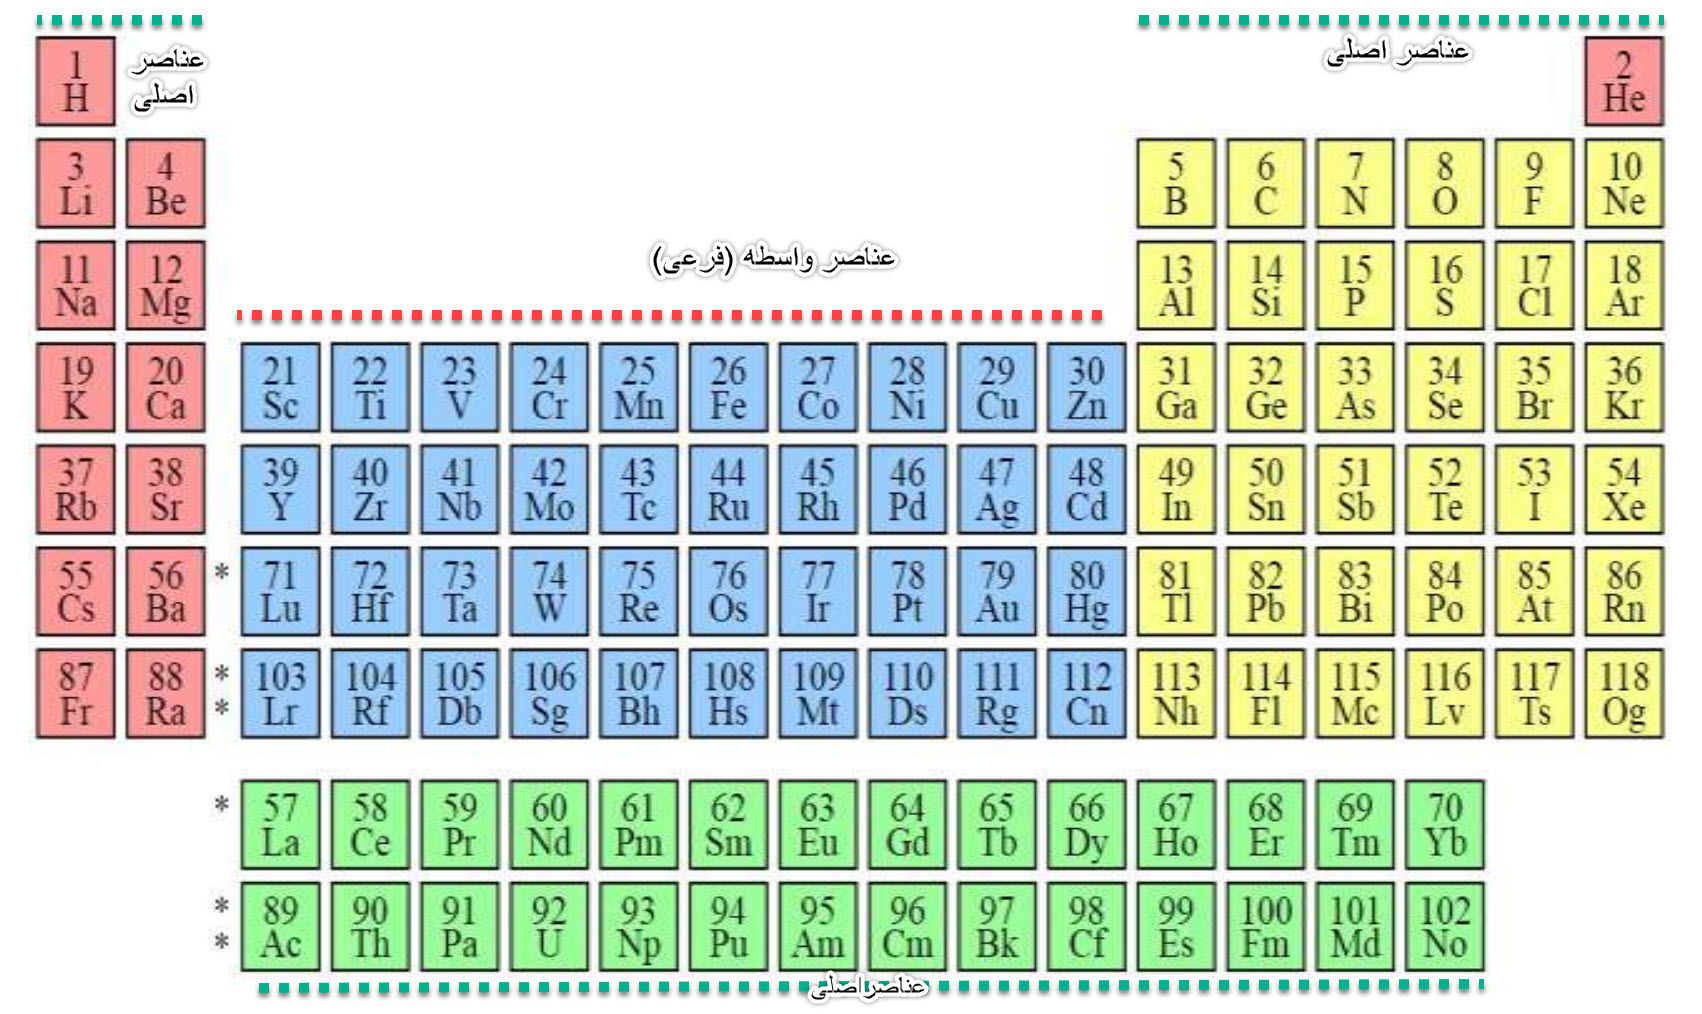 عناصر اصلی
عناصر
اصلی
1 2
H He
3 4 5 6 7 8 9 10
Li Be B C N O F Ne
عناصر واسطه (فرعی)
11 12 13 14 15 16 17 18
Na Mg Al Si P S Cl Ar
19 20 21 22 23 24 25 26 27 28 29 30 31 32 33 34 35 36
K Ca Sc Ti V Cr Mn Fe Co Ni Cu Zn Ga Ge As Se Br Kr
37 38 39 40 41 42 43 44 45 46 47 48 49 50 51 52 53 54
Rb Sr Y Zr Nb Mo Tc Ru Rh Pd Ag Cd In Sn Sb Te I Xe
55 56 * 71 72 73 74 75 76 77 78 79 80 81 82 83 84 85 86
Cs Ba Lu Hf Ta W Re Os Ir Pt Au Hg Tl Pb Bi Po At Rn
87 88 * 103 104 105 106 107 108 109 110 111 112 113 114 115 116 117 118
Fr Ra * Lr Rf Db Sg Bh Hs Mt Ds Rg Cn Nh Fl Mc Lv Ts Og
* 57 58 59 60 61 62 63 64 65 66 67 68 69 70
La Ce Pr Nd Pm Sm Eu Gd Tb Dy Ho Er Tm Yb
* 89 90 91 92 93 94 95 96 97 98 99 100 101 102
* Ac Th Pa U Np Pu Am Cm Bk Cf Es Fm Md No
عناصراصلی